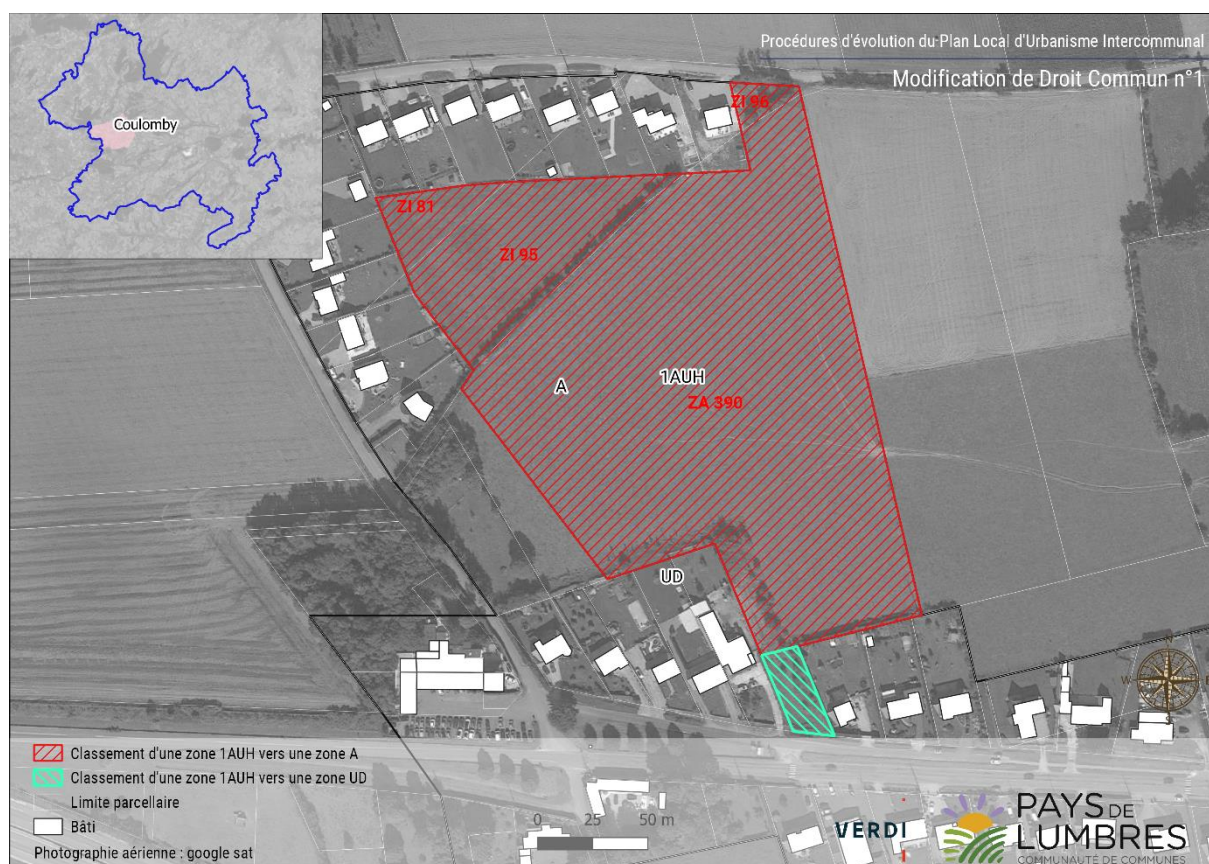 Procédures d'évolution du Plan Local d'Urbanisme Intercommunal
Modification de Droit Commun n°1
Coulomby
ZI 96
ZI 81
ZI 95
1AUH
A
ZA 390
UD
N
W
E
S
Classement d'une zone 1AUH vers une zone A
Classement d'une zone 1AUH vers une zone UD
Limite parcellaire
Bâti
Photographie aérienne : google sat
0 25 50 m
VERDI
PAYS DE
LUMBRES
COMMUNAUTÉ DE COMMUNES